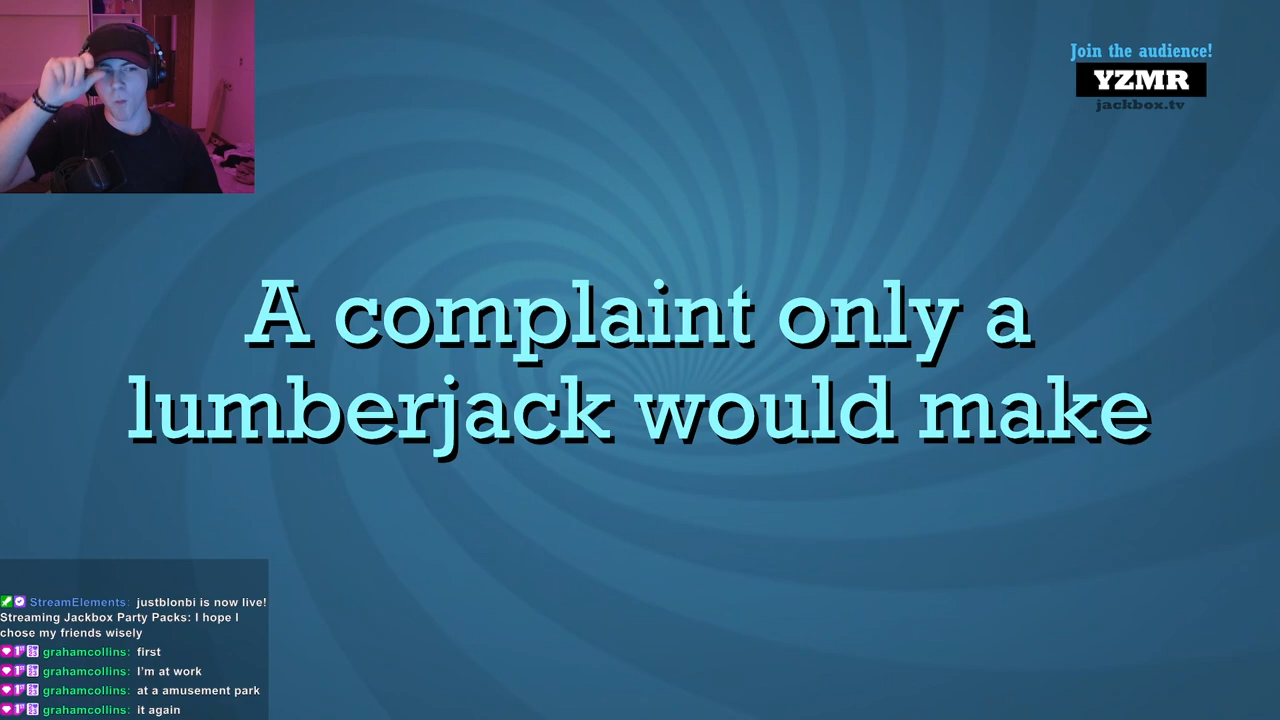 Join the audience!
YZMR
jackbox.tv
A complaint only a
lumberjack would make
StreamElements: justblonbi is now live!
Streaming Jackbox Party Packs: I hope I
chose my friends wisely
grahamcollins: first
grahamcollins: I'm at work
grahamcollins: at a amusement park
grahamcollins: it again